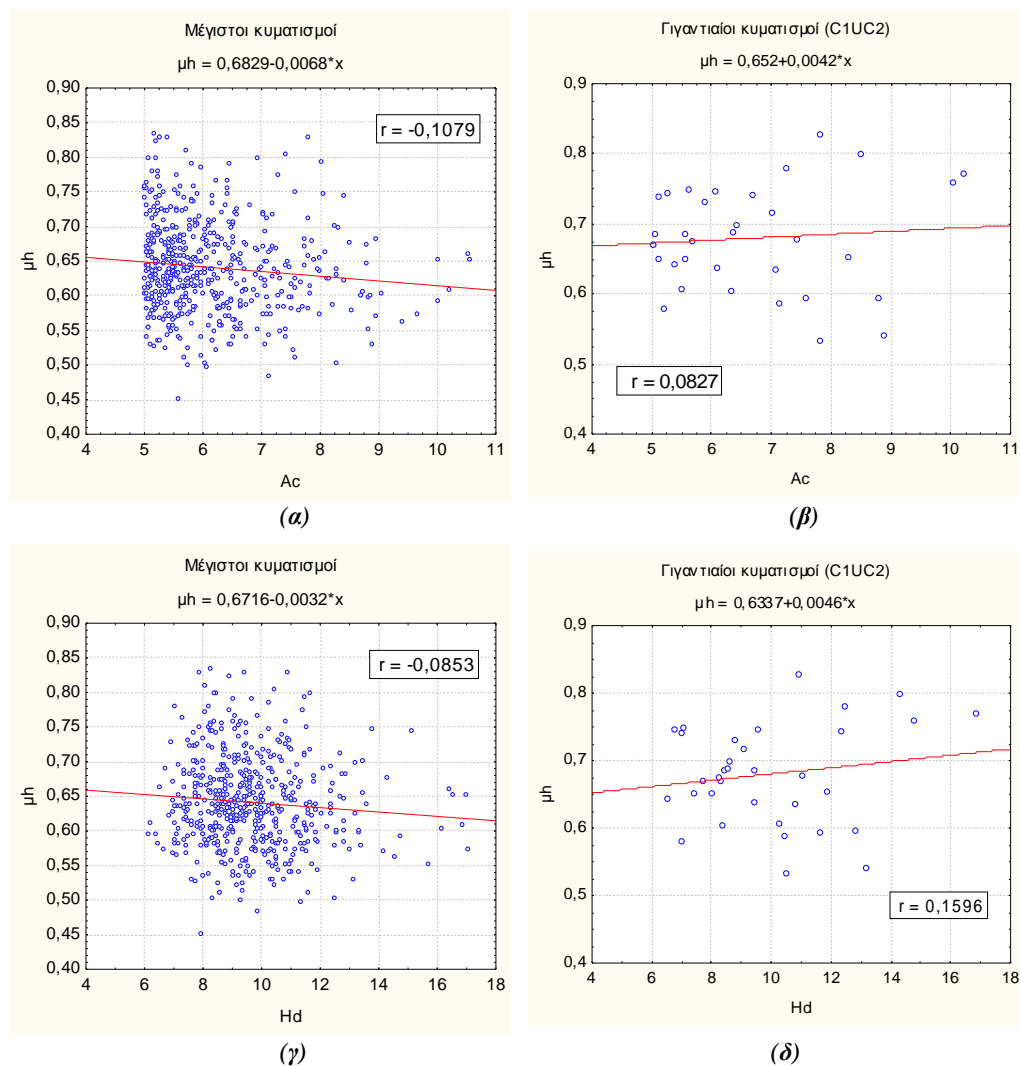 Μέγιστοι κυματισμοί
μh = 0,6829-0,0068*x
0,90
0,85
0,80
0,75
0,70
0,65
0,60
0,55
0,50
0,45
0,40
μh
r = -0,1079
4 5 6 7 8 9 10 11
Ac
(α)
Γιγαντιαίοι κυματισμοί (C1UC2)
μh = 0,652+0,0042*x
0,9
0,8
0,7
0,6
0,5
0,4
μh
r = 0,0827
4 5 6 7 8 9 10 11
Ac
(β)
Μέγιστοι κυματισμοί
μh = 0,6716-0,0032*x
0,90
0,85
0,80
0,75
0,70
0,65
0,60
0,55
0,50
0,45
0,40
μh
r = -0,0853
4 6 8 10 12 14 16 18
Hd
(γ)
Γιγαντιαίοι κυματισμοί (C1UC2)
μh = 0,6337+0,0046*x
0,9
0,8
0,7
0,6
0,5
0,4
μh
r = 0,1596
4 6 8 10 12 14 16 18
Hd
(δ)